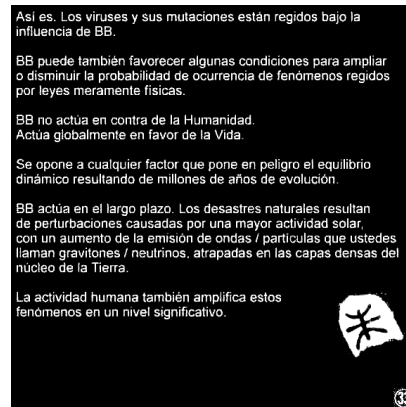 Así es. Los viruses y sus mutaciones están regidos bajo la
influencia de BB.
BB puede también favorecer algunas condiciones para ampliar
o disminuir la probabilidad de ocurrencia de fenómenos regidos
por leyes meramente físicas.
BB no actúa en contra de la Humanidad.
Actúa globalmente en favor de la Vida.
Se opone a cualquier factor que pone en peligro el equilibrio
dinámico resultando de millones de años de evolución.
BB actúa en el largo plazo. Los desastres naturales resultan
de perturbaciones causadas por una mayor actividad solar,
con un aumento de la emisión de ondas / partículas que ustedes
llaman gravitones / neutrinos, atrapadas en las capas densas del
núcleo de la Tierra.
La actividad humana también amplifica estos
fenómenos en un nivel significativo.